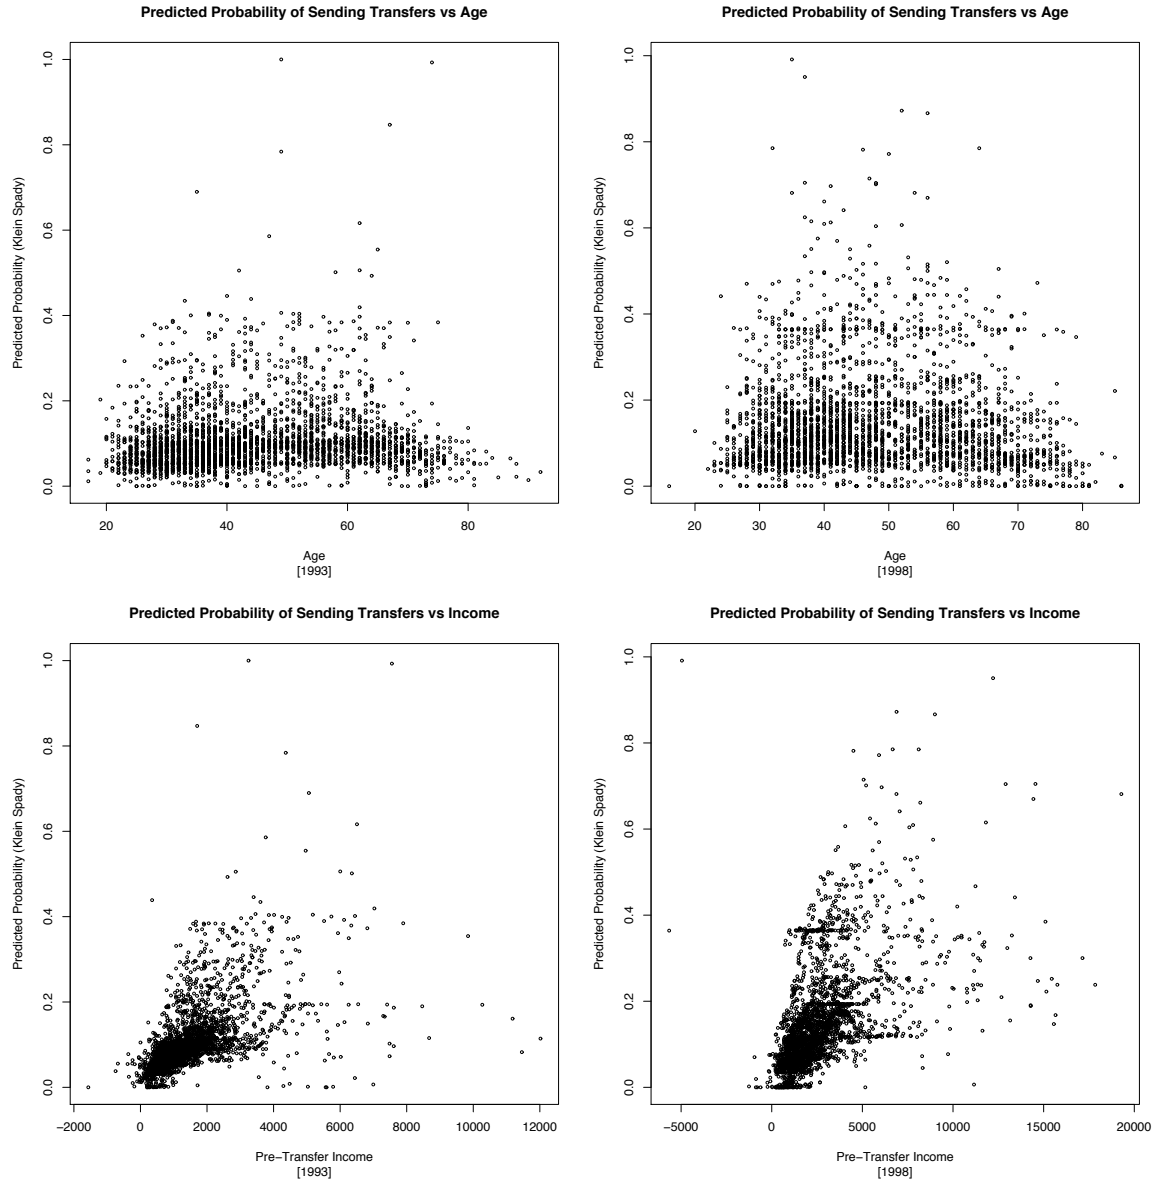 Predicted Probability of Sending Transfers vs Age
Predicted Probability (Klein Spady)
0.0 0.2 0.4 0.6 0.8 1.0
20 40 60 80
Age
[1993]
Predicted Probability of Sending Transfers vs Age
Predicted Probability (Klein Spady)
0.0 0.2 0.4 0.6 0.8 1.0
20 30 40 50 60 70 80
Age
[1998]
Predicted Probability of Sending Transfers vs Income
Predicted Probability (Klein Spady)
0.0 0.2 0.4 0.6 0.8 1.0
−2000 0 2000 4000 6000 8000 10000 12000
Pre−Transfer Income
[1993]
Predicted Probability of Sending Transfers vs Income
Predicted Probability (Klein Spady)
0.0 0.2 0.4 0.6 0.8 1.0
−5000 0 5000 10000 15000 20000
Pre−Transfer Income
[1998]